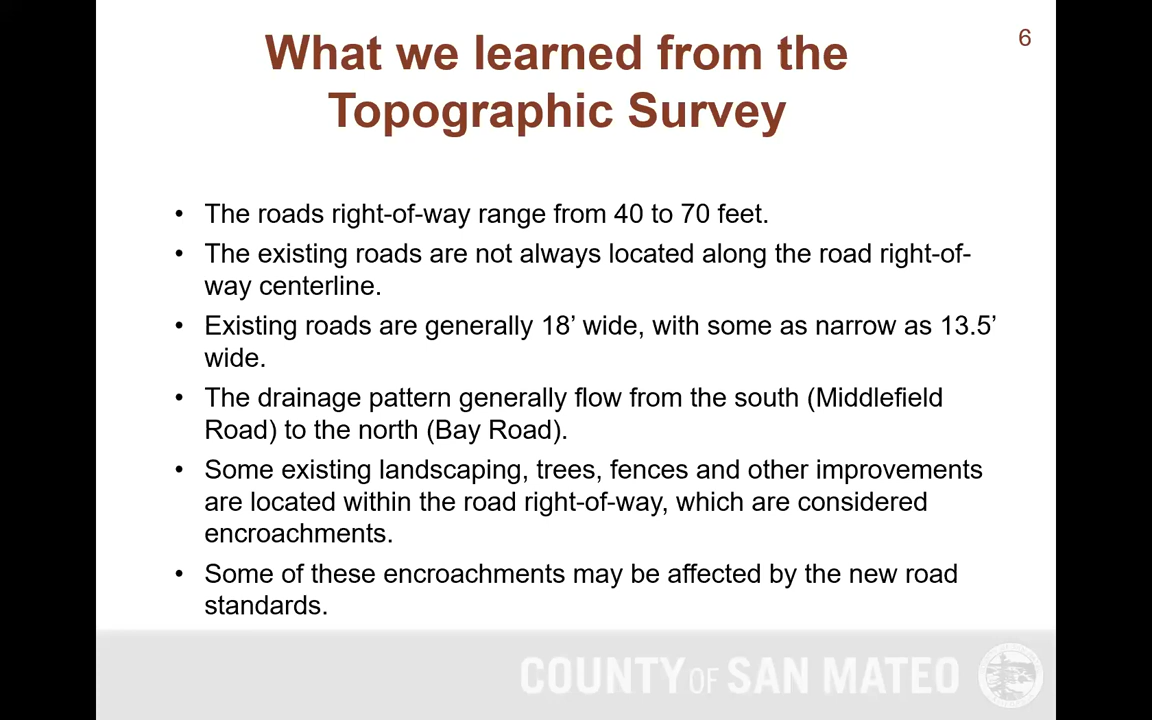 6
What we learned from the
Topographic Survey
• The roads right-of-way range from 40 to 70 feet.
• The existing roads are not always located along the road right-of-
way centerline.
• Existing roads are generally 18’ wide, with some as narrow as 13.5’
wide.
• The drainage pattern generally flow from the south (Middlefield
Road) to the north (Bay Road).
• Some existing landscaping, trees, fences and other improvements
are located within the road right-of-way, which are considered
encroachments.
• Some of these encroachments may be affected by the new road
standards.
COUNTY OF SAN MATEO